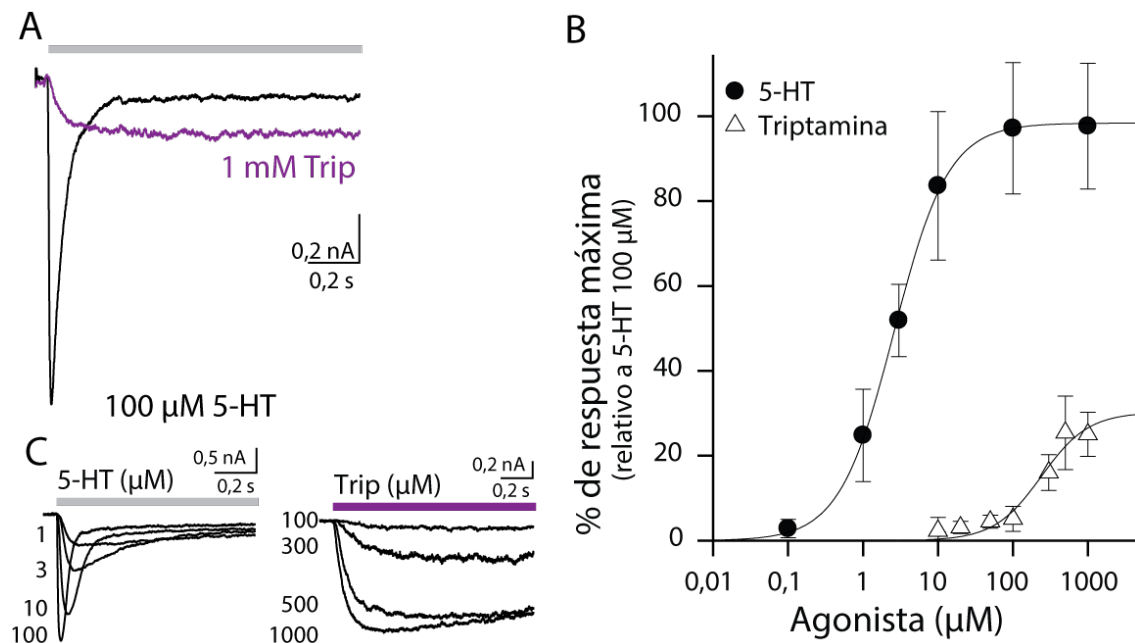 A
1 mM Trip
0,2 nA
0,2 s
100 µM 5-HT
B
% de respuesta máxima
(relativo a 5-HT 100 µM)
5-HT
Triptamina
100
80
60
40
20
0
0,01 0,1 1 10 100 1000
Agonista (µM)
C
5-HT (µM)
0,5 nA
0,2 s
1
3
10
100
Trip (µM)
0,2 nA
0,2 s
100
300
500
1000